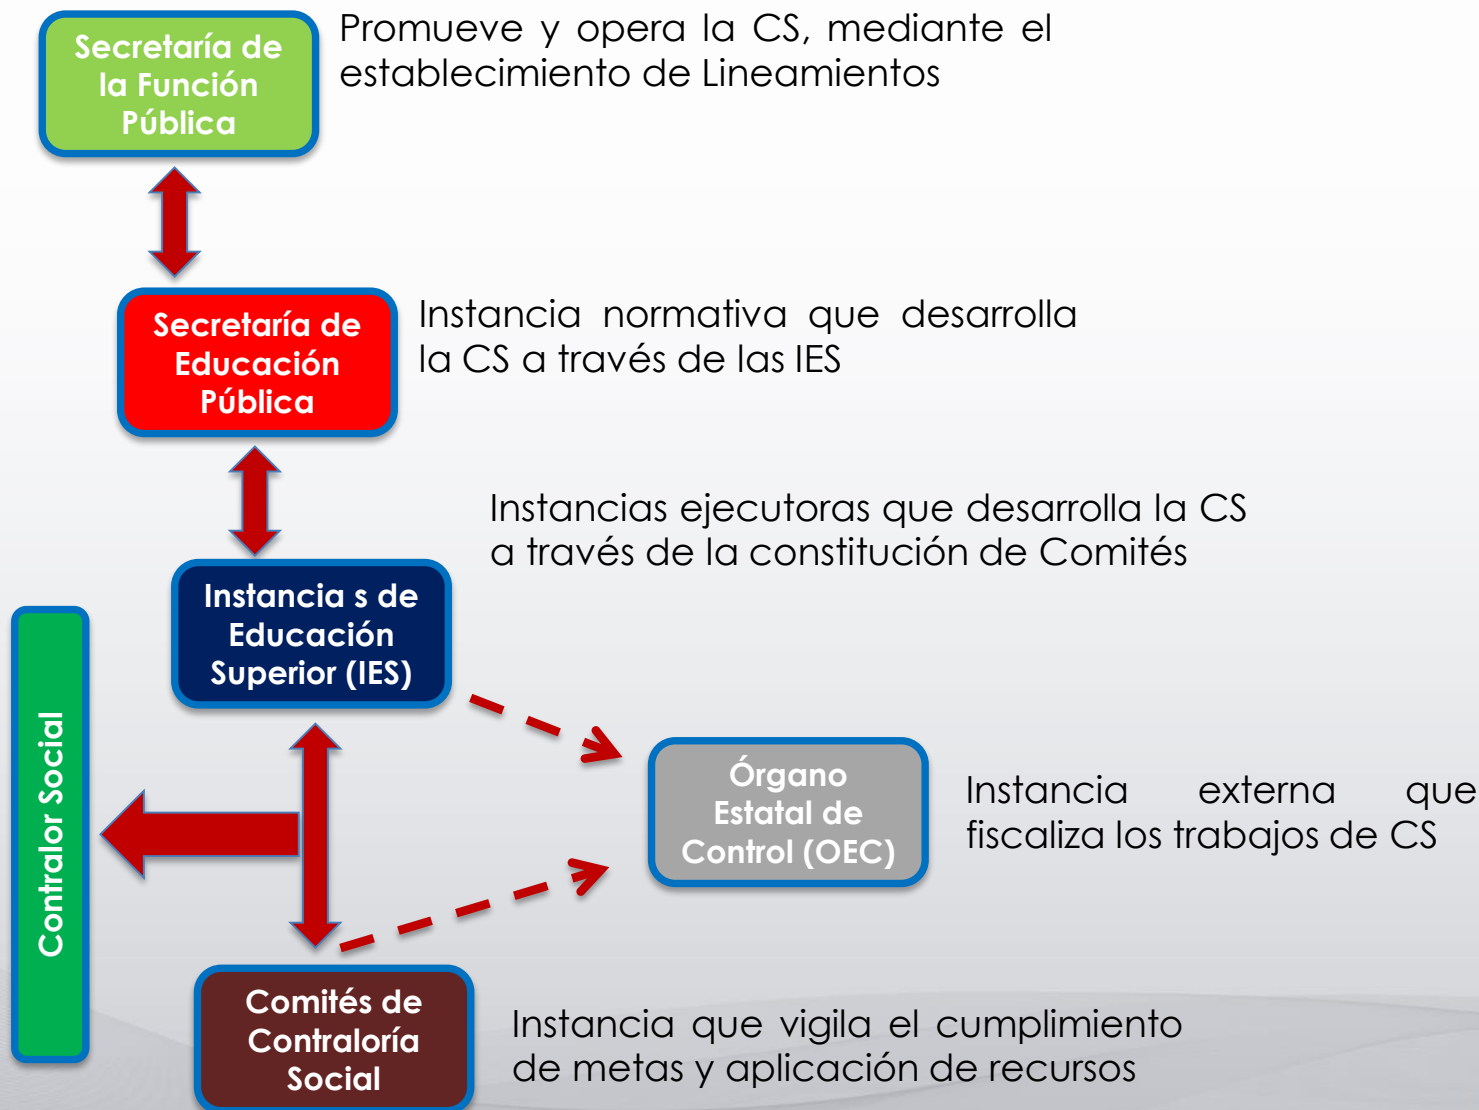 Secretaría de
la Función
Pública
Promueve y opera la CS, mediante el
establecimiento de Lineamientos
Secretaría de
Educación
Pública
Instancia normativa que desarrolla
la CS a través de las IES
Instancias ejecutoras que desarrolla la CS
a través de la constitución de Comités
Instancia s de
Educación
Superior (IES)
Contralor Social
Órgano
Estatal de
Control (OEC)
Instancia externa que
fiscaliza los trabajos de CS
Comités de
Contraloría
Social
Instancia que vigila el cumplimiento
de metas y aplicación de recursos